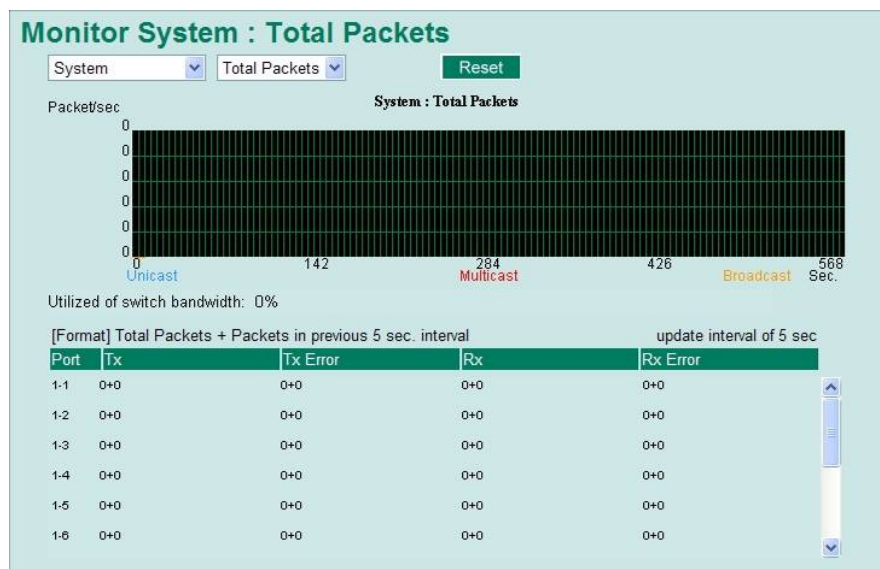 Monitor System : Total Packets
System Total Packets Reset
Packet/sec System : Total Packets
0
0
0
0
0
0
0 142 284 426 568
Unicast Multicast Broadcast Sec.
Utilized of switch bandwidth: 0%
[Format] Total Packets + Packets in previous 5 sec. interval update interval of 5 sec
Port Tx Tx Error Rx Rx Error
1-1 0+0 0+0 0+0 0+0
1-2 0+0 0+0 0+0 0+0
1-3 0+0 0+0 0+0 0+0
1-4 0+0 0+0 0+0 0+0
1-5 0+0 0+0 0+0 0+0
1-6 0+0 0+0 0+0 0+0